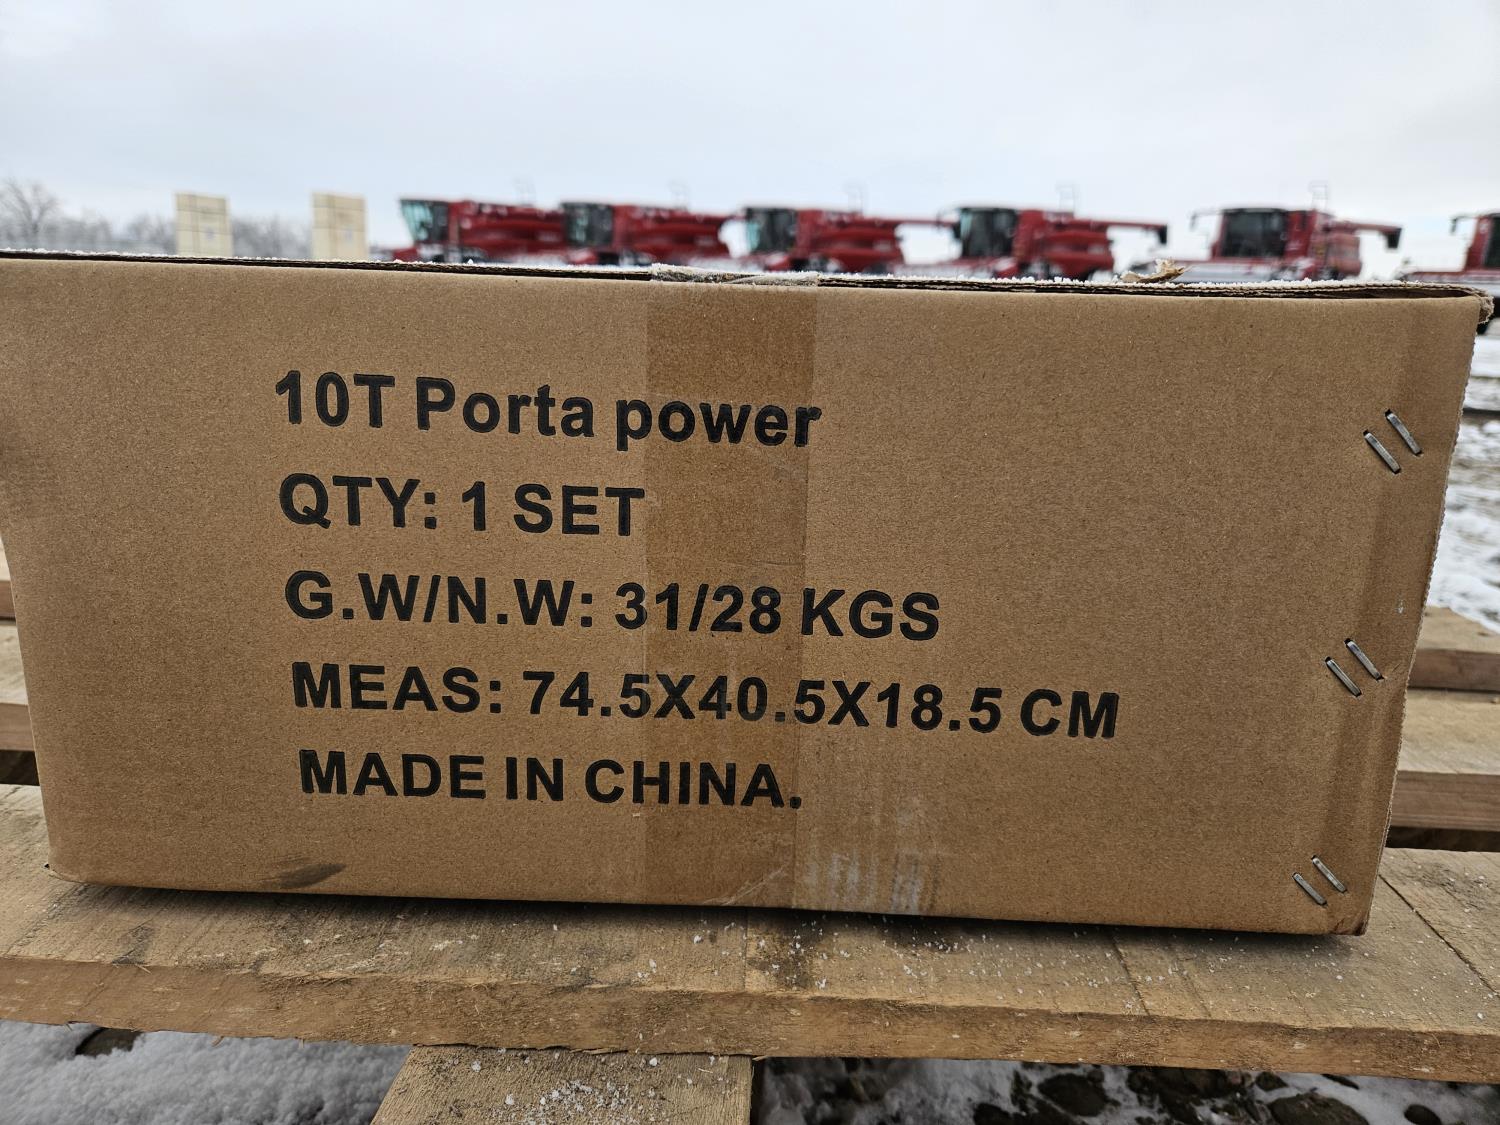 10T Porta power
QTY: 1 SET
G.W/N.W: 31/28 KGS
MEAS: 74.5X40.5X18.5 CM
MADE IN CHINA.